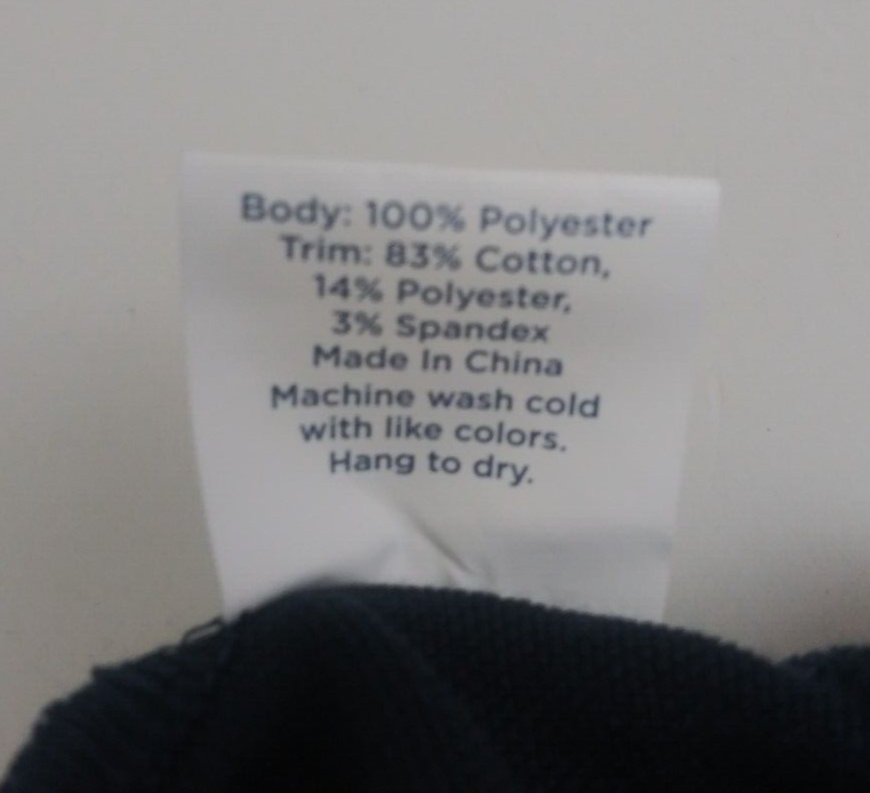 Body: 100% Polyester
Trim: 83% Cotton,
14% Polyester,
3% Spandex
Made In China
Machine wash cold
with like colors.
Hang to dry.